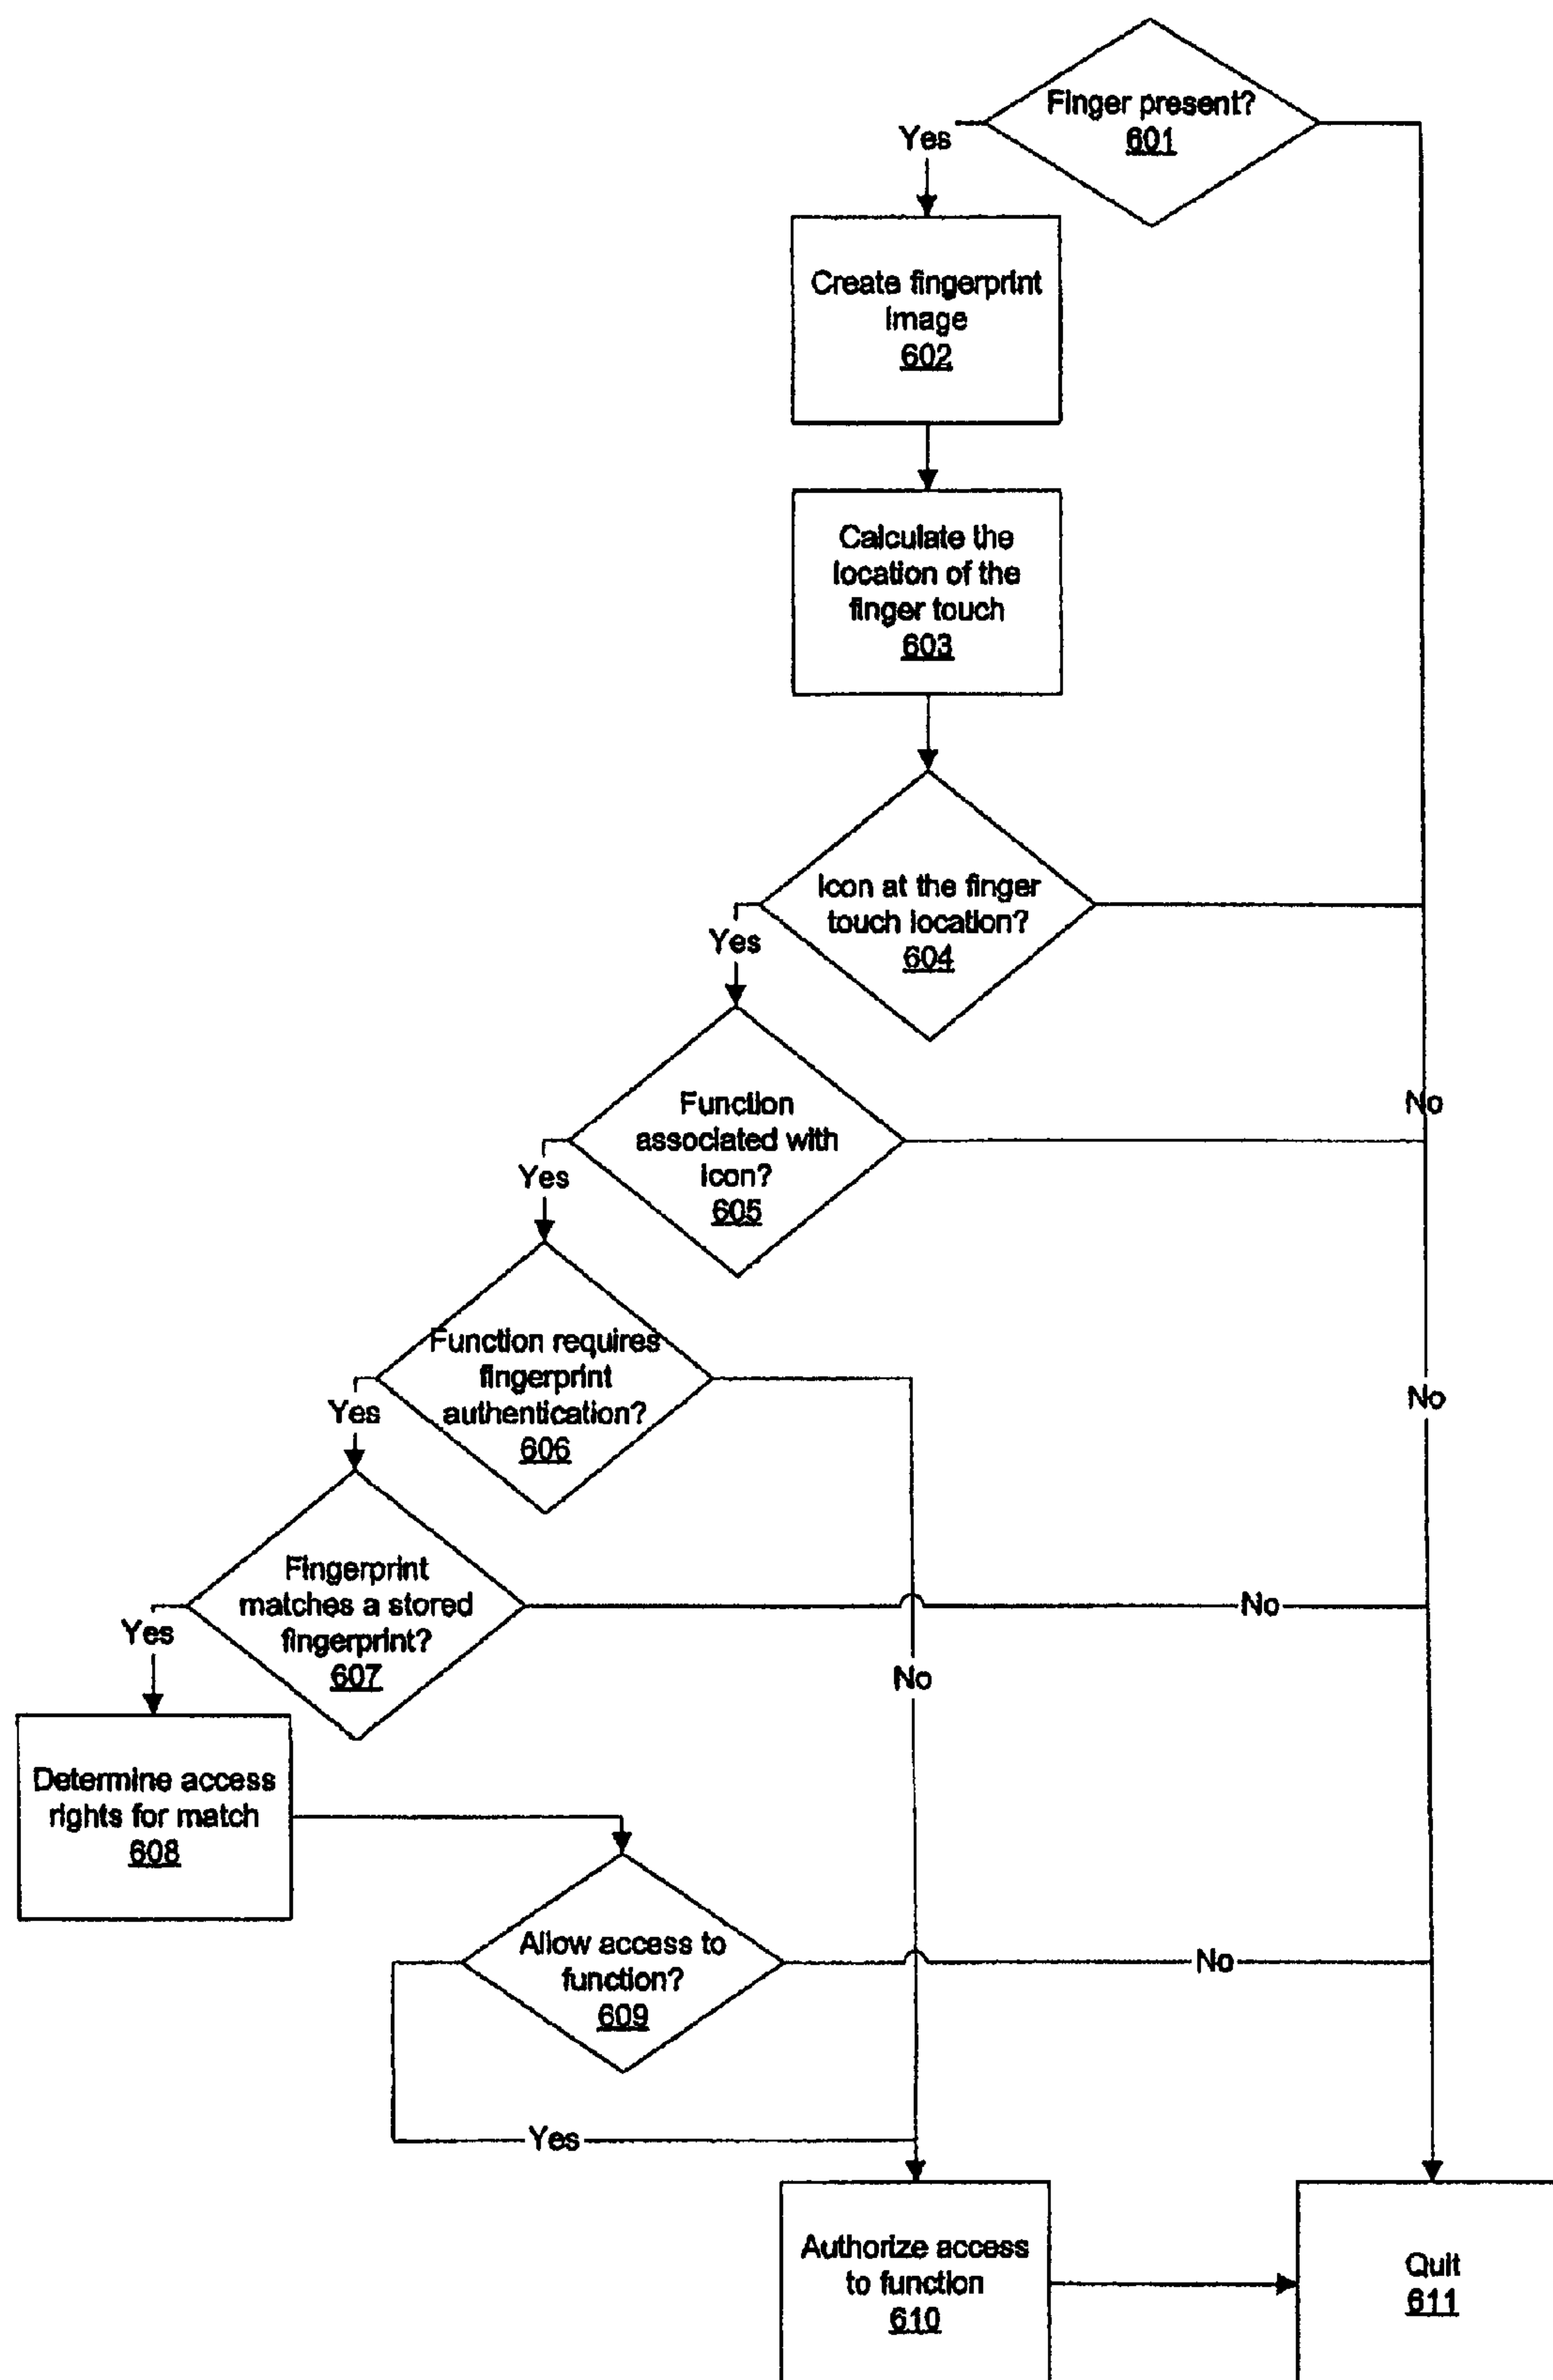 Finger present?
601
Yes
Create fingerprint
image
602
Calculate the
location of the
finger touch
603
Icon at the finger
touch location?
604
Yes
Function
associated with
icon?
605
No
Yes
Function requires
fingerprint
authentication?
606
No
Yes
Fingerprint
matches a stored
fingerprint?
607
No
Yes
No
Determine access
rights for match
608
Allow access to
function?
609
No
Yes
Authorize access
to function
610
Quit
611